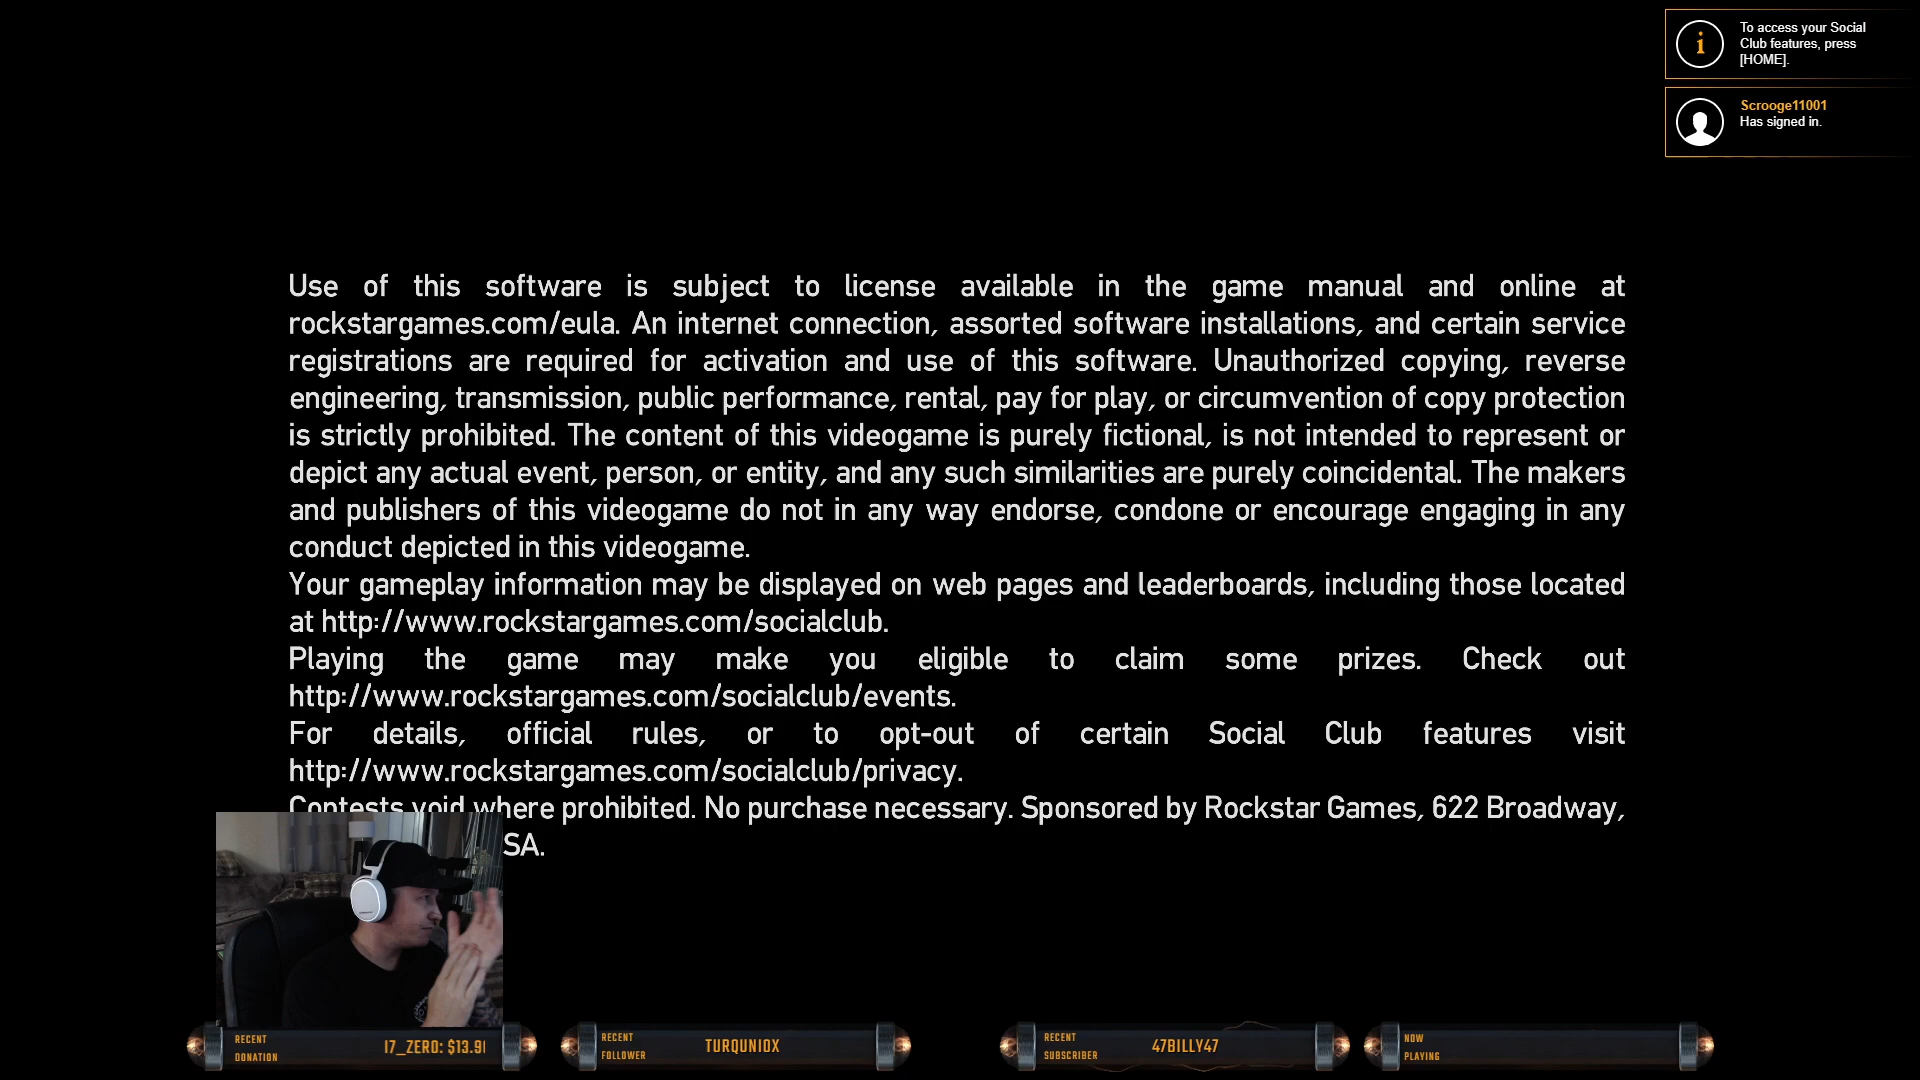 To access your Social
Club features, press
[HOME].
Scrooge11001
Has signed in.
Use of this software is subject to license available in the game manual and online at
rockstargames.com/eula. An internet connection, assorted software installations, and certain service
registrations are required for activation and use of this software. Unauthorized copying, reverse
engineering, transmission, public performance, rental, pay for play, or circumvention of copy protection
is strictly prohibited. The content of this videogame is purely fictional, is not intended to represent or
depict any actual event, person, or entity, and any such similarities are purely coincidental. The makers
and publishers of this videogame do not in any way endorse, condone or encourage engaging in any
conduct depicted in this videogame.
Your gameplay information may be displayed on web pages and leaderboards, including those located
at http://www.rockstargames.com/socialclub.
Playing the game may make you eligible to claim some prizes. Check out
http://www.rockstargames.com/socialclub/events.
For details, official rules, or to opt-out of certain Social Club features visit
http://www.rockstargames.com/socialclub/privacy.
Contests void where prohibited. No purchase necessary. Sponsored by Rockstar Games, 622 Broadway,
SA.
RECENT
DONATION
17_ZERO: $13.9
RECENT
FOLLOWER
TURQUNIOX
RECENT
SUBSCRIBER
47BILLY47
NOW
PLAYING